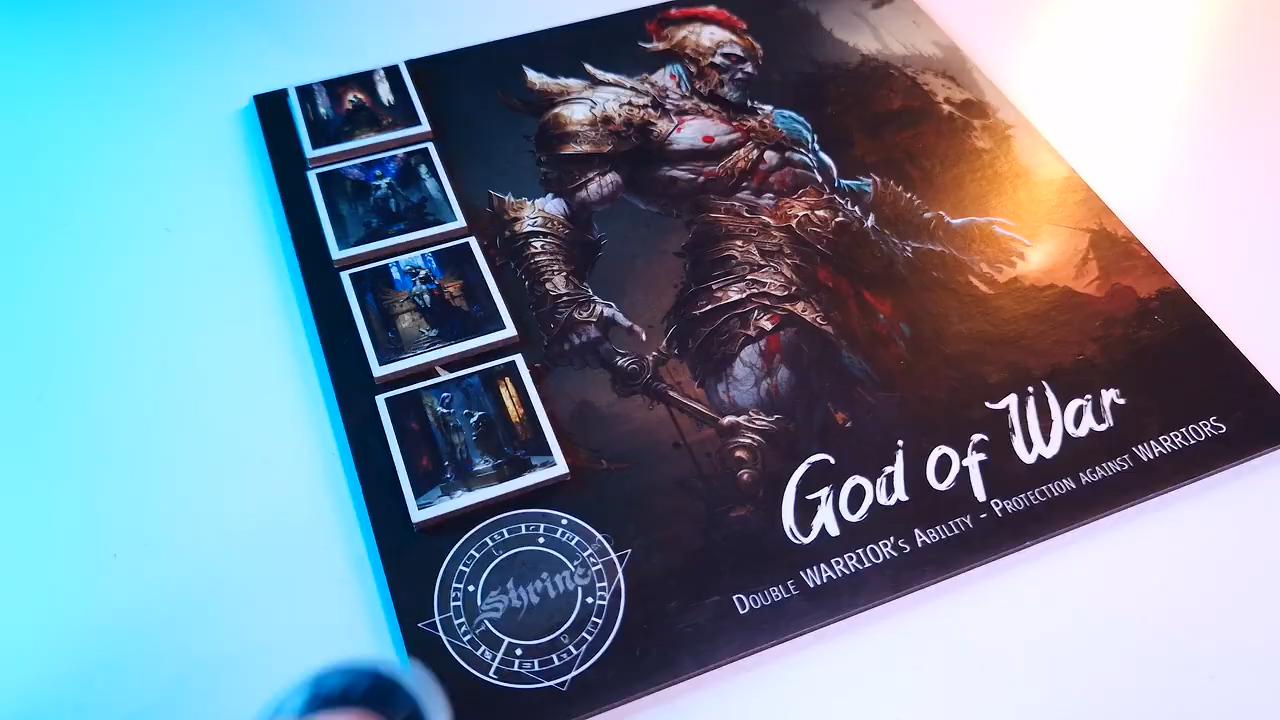 God of War
DOUBLE WARRIOR'S ABILITY - PROTECTION AGAINST WARRIORS
Shrine